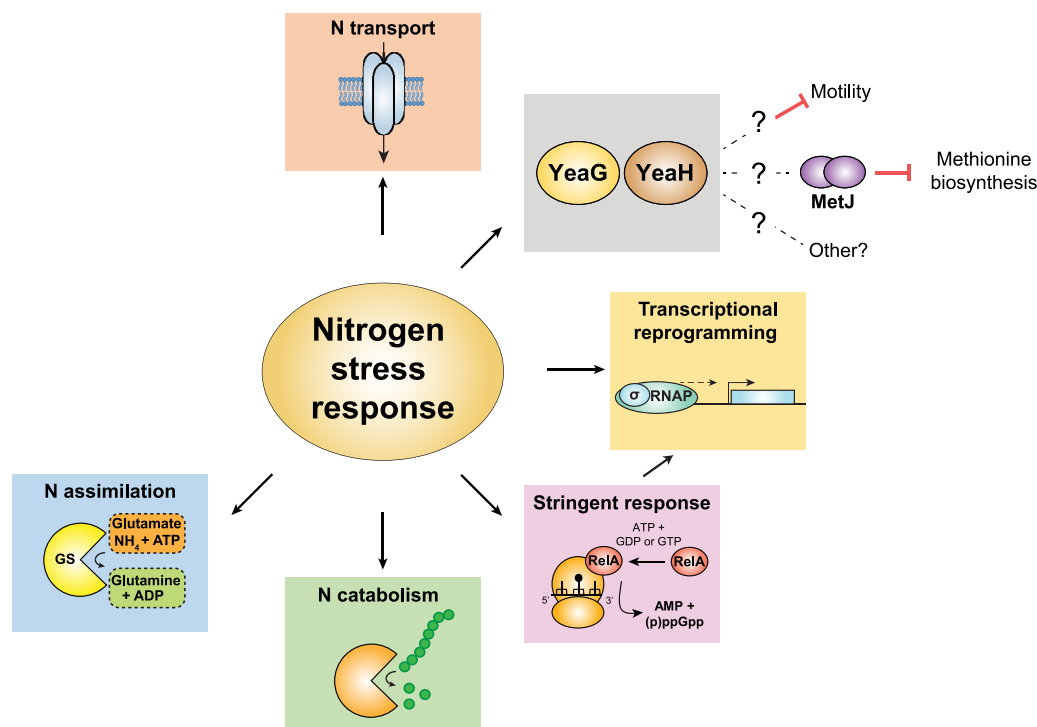 N transport
YeaG
YeaH
?
Motility
?
MetJ
Methionine
biosynthesis
?
Other?
Nitrogen
stress
response
Transcriptional
reprogramming
σ
RNAP
N assimilation
GS
Glutamate
NH4 + ATP
Glutamine
+ ADP
N catabolism
Stringent response
ATP +
GDP or GTP
RelA
RelA
5'
3'
AMP +
(p)ppGpp